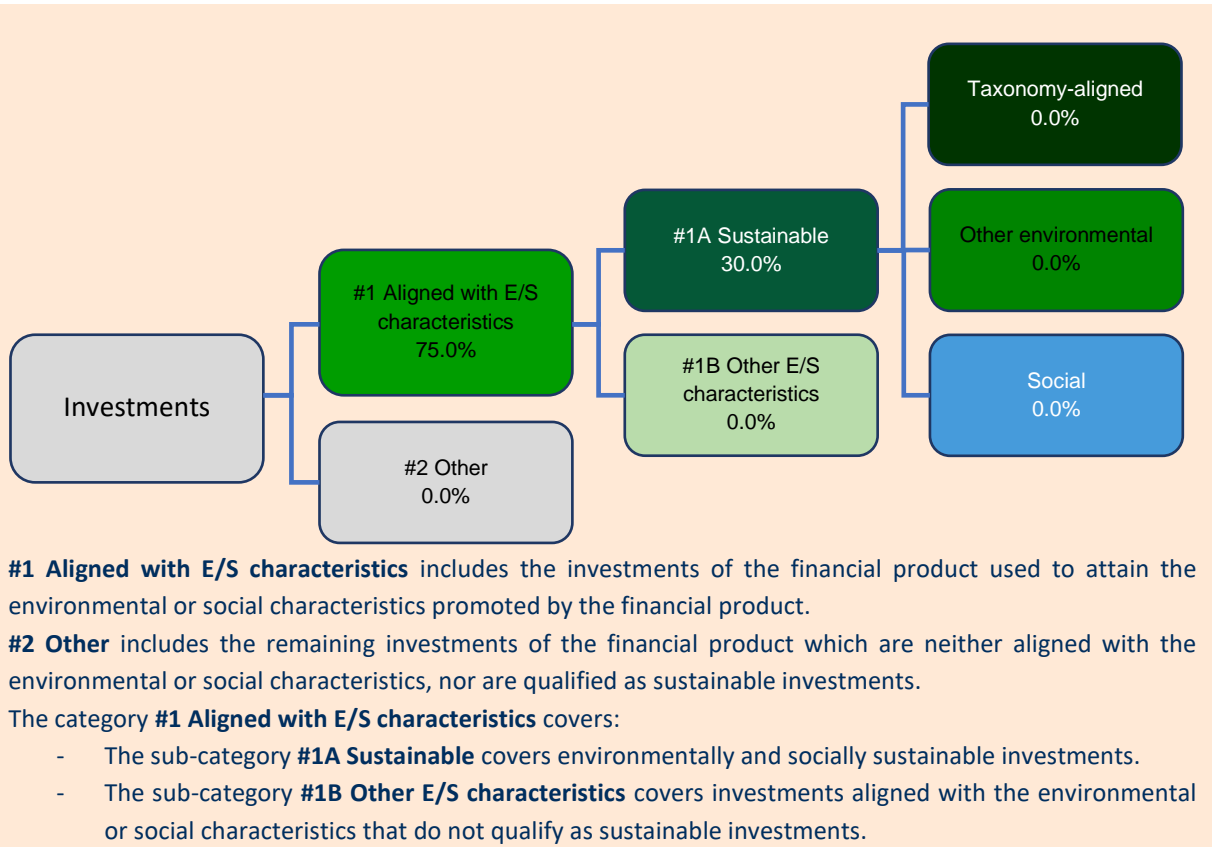 Taxonomy-aligned
0.0%
#1A Sustainable
30.0%
Other environmental
0.0%
#1 Aligned with E/S
characteristics
75.0%
Investments
#1B Other E/S
characteristics
0.0%
Social
0.0%
#2 Other
0.0%
#1 Aligned with E/S characteristics includes the investments of the financial product used to attain the
environmental or social characteristics promoted by the financial product.
#2 Other includes the remaining investments of the financial product which are neither aligned with the
environmental or social characteristics, nor are qualified as sustainable investments.
The category #1 Aligned with E/S characteristics covers:
- The sub-category #1A Sustainable covers environmentally and socially sustainable investments.
- The sub-category #1B Other E/S characteristics covers investments aligned with the environmental
or social characteristics that do not qualify as sustainable investments.